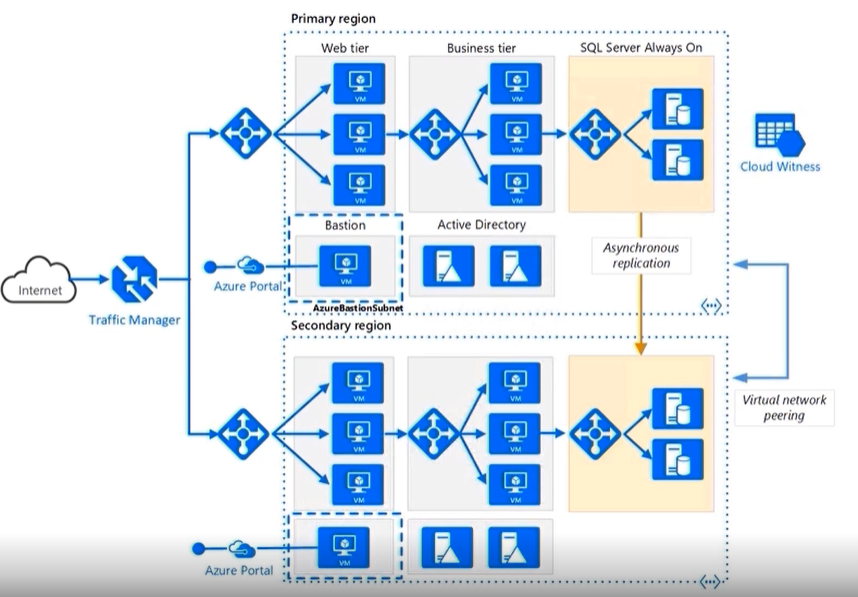 Primary region
Web tier
Business tier
SQL Server Always On
VM
VM
VM
VM
VM
VM
Cloud Witness
Bastion
Active Directory
VM
Azure Portal
AzureBastionSubnet
Asynchronous
replication
Internet
Traffic Manager
Secondary region
VM
VM
VM
VM
VM
VM
Virtual network
peering
VM
Azure Portal